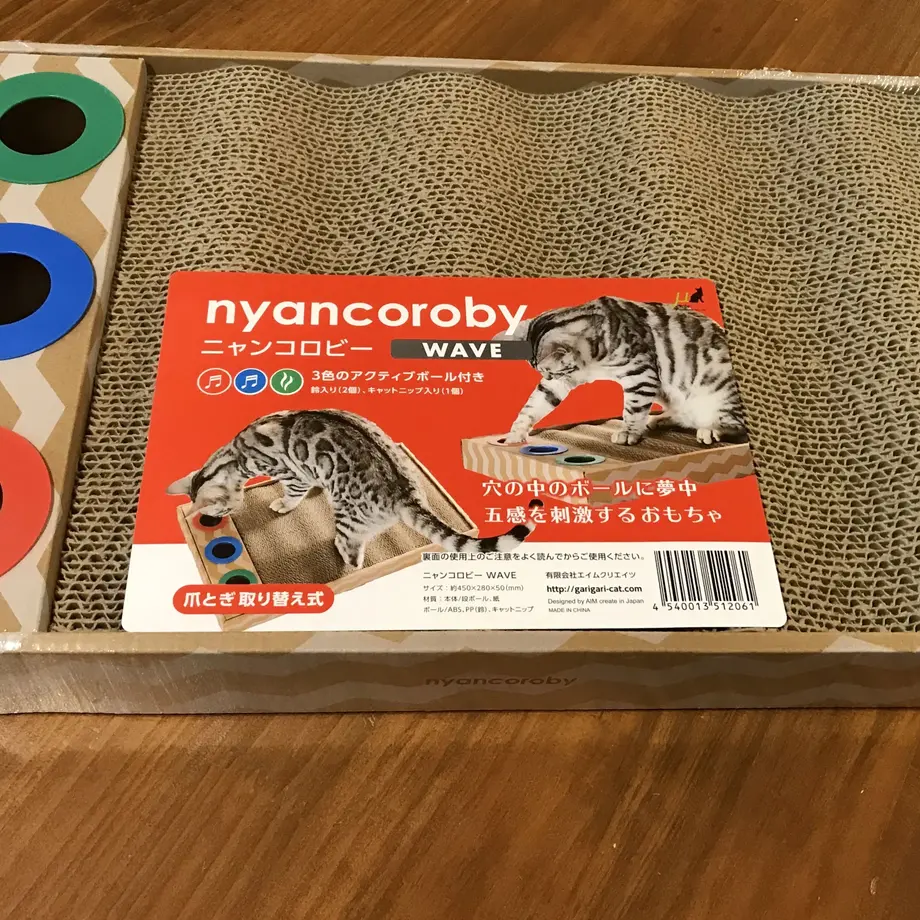 nyancoroby
ニャンコロビー WAVE
3色のアクティブボール付き
鈴入り(2個)、キャットニップ入り(1個)
穴の中のボールに夢中
五感を刺激するおもちゃ
爪とぎ取り替え式
裏面の使用上のご注意をよく読んでからご使用ください。
ニャンコロビー WAVE
サイズ:約450×280×50(mm)
材質:本体/段ボール、紙
ボール/ABS、PP(鈴)、キャットニップ
有限会社エイムクリエイツ
http://garigari-cat.com
Designed by AIM create in Japan
MADE IN CHINA
4 540013 512061
nyancoroby